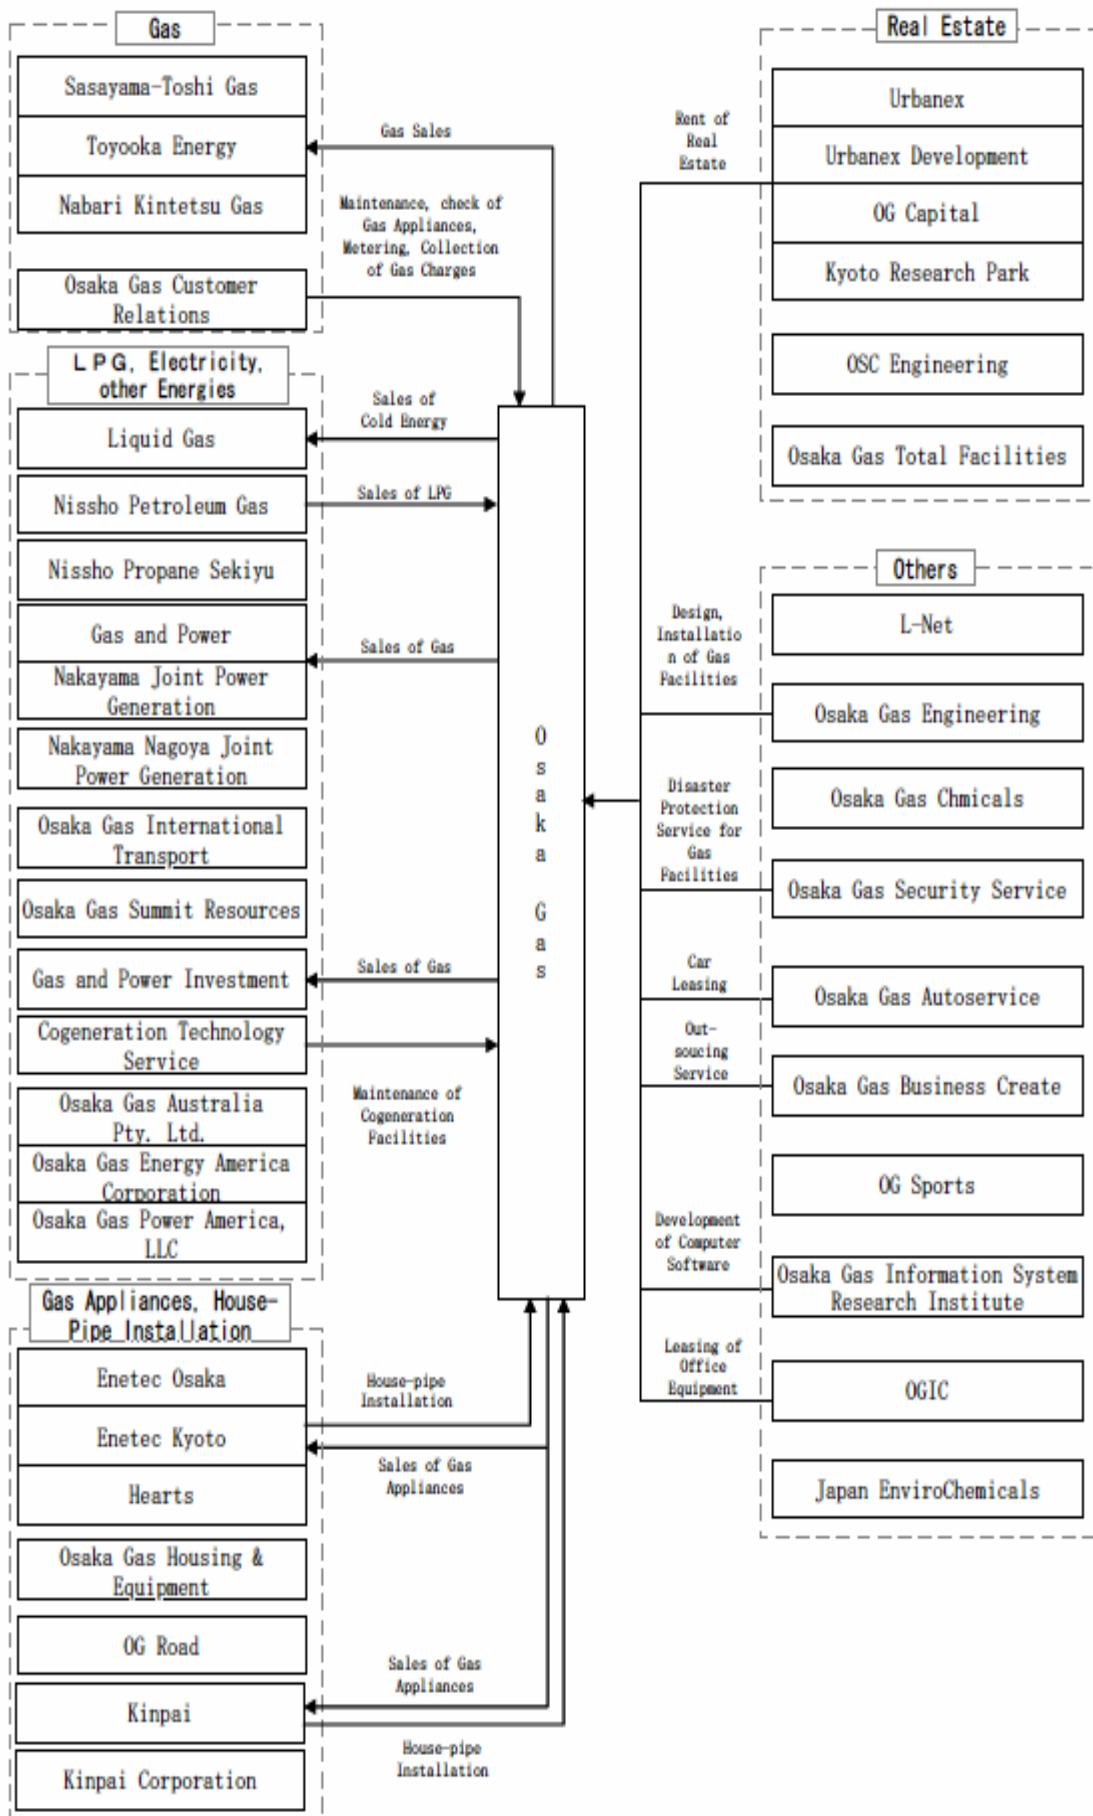 Gas
Sasayama-Toshi Gas
Toyooka Energy
Nabari Kintetsu Gas
Osaka Gas Customer
Relations
Gas Sales
Maintenance, check of
Gas Appliances,
Metering, Collection
of Gas Charges
LPG, Electricity,
other Energies
Liquid Gas
Nissho Petroleum Gas
Nissho Propane Sekiyu
Gas and Power
Nakayama Joint Power
Generation
Nakayama Nagoya Joint
Power Generation
Osaka Gas International
Transport
Osaka Gas Summit Resources
Gas and Power Investment
Cogeneration Technology
Service
Osaka Gas Australia
Pty. Ltd.
Osaka Gas Energy America
Corporation
Osaka Gas Power America,
LLC
Sales of
Cold Energy
Sales of LPG
Sales of Gas
Sales of Gas
Maintenance of
Cogeneration
Facilities
Gas Appliances, House-
Pipe Installation
Enetec Osaka
Enetec Kyoto
Hearts
Osaka Gas Housing &
Equipment
OG Road
Kinpai
Kinpai Corporation
House-pipe
Installation
Sales of Gas
Appliances
Sales of Gas
Appliances
House-pipe
Installation
Osaka Gas
Real Estate
Urbanex
Urbanex Development
OG Capital
Kyoto Research Park
OSC Engineering
Osaka Gas Total Facilities
Rent of
Real
Estate
Others
L-Net
Osaka Gas Engineering
Osaka Gas Chmicals
Osaka Gas Security Service
Osaka Gas Autoservice
Osaka Gas Business Create
OG Sports
Osaka Gas Information System
Research Institute
OGIC
Japan EnviroChemicals
Design,
Installatio
n of Gas
Facilities
Disaster
Protection
Service for
Gas
Facilities
Car
Leasing
Out-
soucing
Service
Development
of Computer
Software
Leasing of
Office
Equipment